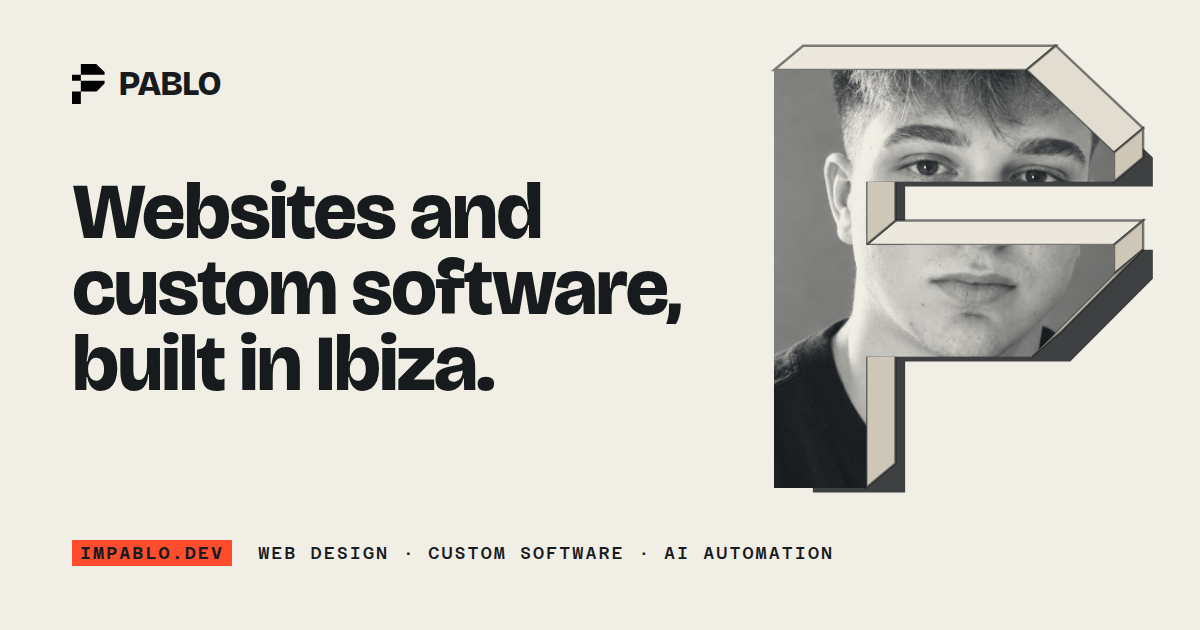 PABLO
Websites and
custom software,
built in Ibiza.
IMPABLO.DEV WEB DESIGN · CUSTOM SOFTWARE · AI AUTOMATION